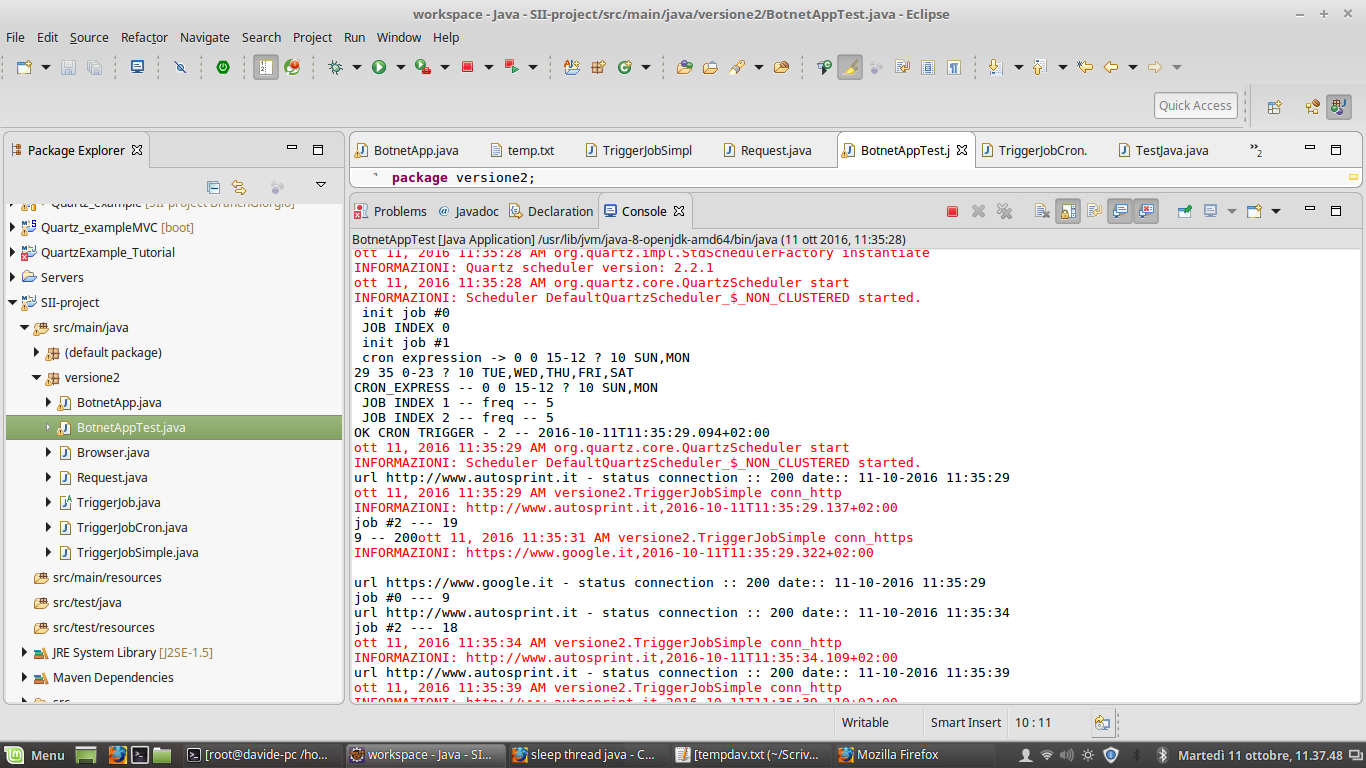 workspace - Java - SII-project/src/main/java/versione2/BotnetAppTest.java - Eclipse
File Edit Source Refactor Navigate Search Project Run Window Help
Quick Access
Package Explorer
BotnetApp.java temp.txt TriggerJobSimpl Request.java BotnetAppTest.j TriggerJobCron. TestJava.java »2
package versione2;
Problems @ Javadoc Declaration Console
BotnetAppTest [Java Application] /usr/lib/jvm/java-8-openjdk-amd64/bin/java (11 ott 2016, 11:35:28)
Quartz_example [SII-project BranchGiorgio]
Quartz_exampleMVC [boot]
QuartzExample_Tutorial
Servers
SII-project
src/main/java
(default package)
versione2
BotnetApp.java
BotnetAppTest.java
Browser.java
Request.java
TriggerJob.java
TriggerJobCron.java
TriggerJobSimple.java
src/main/resources
src/test/java
src/test/resources
JRE System Library [J2SE-1.5]
Maven Dependencies
src
ott 11, 2016 11:35:28 AM org.quartz.impl.StdSchedulerFactory instantiate
INFORMAZIONI: Quartz scheduler version: 2.2.1
ott 11, 2016 11:35:28 AM org.quartz.core.QuartzScheduler start
INFORMAZIONI: Scheduler DefaultQuartzScheduler_$_NON_CLUSTERED started.
init job #0
JOB INDEX 0
init job #1
cron expression -> 0 0 15-12 ? 10 SUN,MON
29 35 0-23 ? 10 TUE,WED,THU,FRI,SAT
CRON_EXPRESS -- 0 0 15-12 ? 10 SUN,MON
JOB INDEX 1 -- freq -- 5
JOB INDEX 2 -- freq -- 5
OK CRON TRIGGER - 2 -- 2016-10-11T11:35:29.094+02:00
ott 11, 2016 11:35:29 AM org.quartz.core.QuartzScheduler start
INFORMAZIONI: Scheduler DefaultQuartzScheduler_$_NON_CLUSTERED started.
url http://www.autosprint.it - status connection :: 200 date:: 11-10-2016 11:35:29
ott 11, 2016 11:35:29 AM versione2.TriggerJobSimple conn_http
INFORMAZIONI: http://www.autosprint.it,2016-10-11T11:35:29.137+02:00
job #2 --- 19
9 -- 200ott 11, 2016 11:35:31 AM versione2.TriggerJobSimple conn_https
INFORMAZIONI: https://www.google.it,2016-10-11T11:35:29.322+02:00
url https://www.google.it - status connection :: 200 date:: 11-10-2016 11:35:29
job #0 --- 9
url http://www.autosprint.it - status connection :: 200 date:: 11-10-2016 11:35:34
job #2 --- 18
ott 11, 2016 11:35:34 AM versione2.TriggerJobSimple conn_http
INFORMAZIONI: http://www.autosprint.it,2016-10-11T11:35:34.109+02:00
url http://www.autosprint.it - status connection :: 200 date:: 11-10-2016 11:35:39
ott 11, 2016 11:35:39 AM versione2.TriggerJobSimple conn_http
INFORMAZIONI: http://www.autosprint.it,2016-10-11T11:35:39.110+02:00
Writable Smart Insert 10 : 11
Menu [root@davide-pc /ho... workspace - Java - SI... sleep thread java - C... [tempdav.txt (~/Scriv... Mozilla Firefox Martedì 11 ottobre, 11.37.48